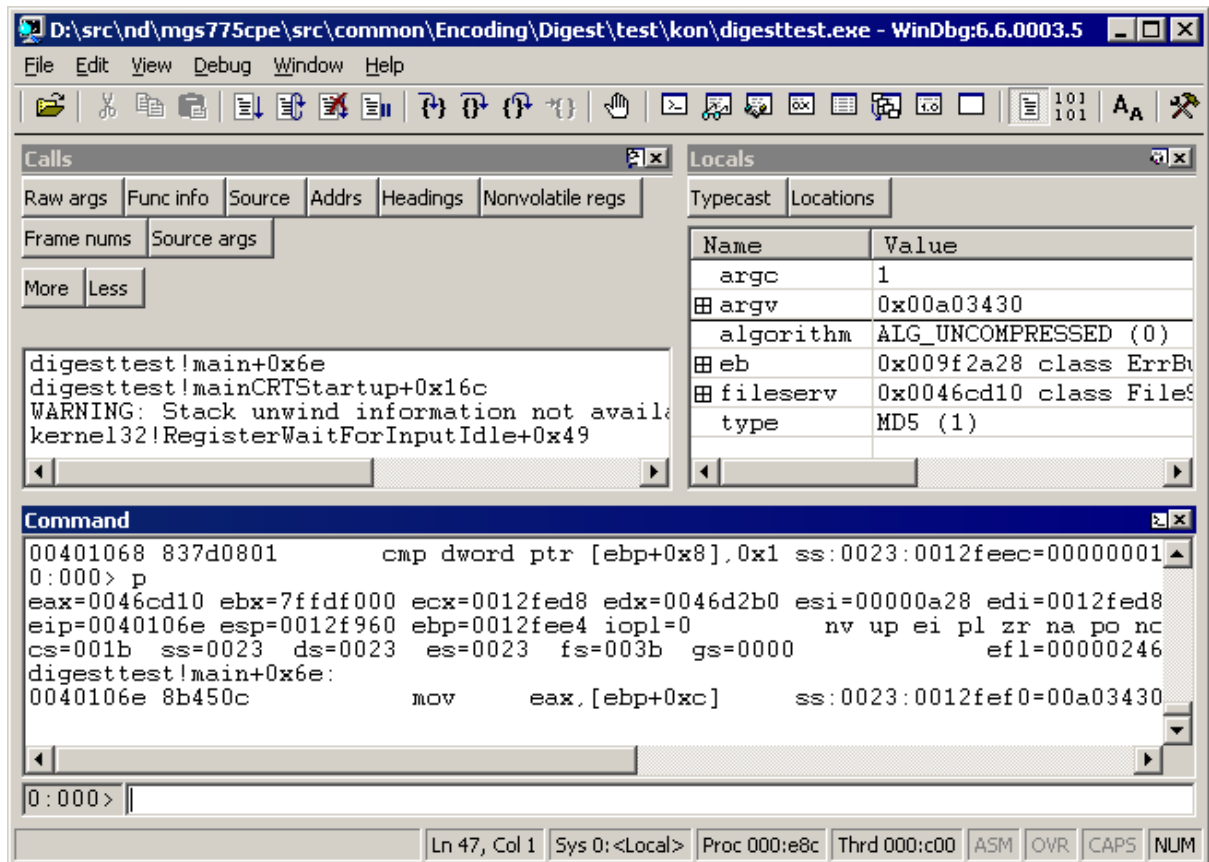 D:\src\nd\mgs775cpe\src\common\Encoding\Digest\test\kon\digesttest.exe - WinDbg:6.6.0003.5
File Edit View Debug Window Help
101
101
A A
Calls
Raw args Func info Source Addrs Headings Nonvolatile regs
Frame nums Source args
More Less
digesttest!main+0x6e
digesttest!mainCRTStartup+0x16c
WARNING: Stack unwind information not availa
kernel32!RegisterWaitForInputIdle+0x49
Locals
Typecast Locations
Name Value
argc 1
argv 0x00a03430
algorithm ALG_UNCOMPRESSED (0)
eb 0x009f2a28 class ErrBu
fileserv 0x0046cd10 class FileS
type MD5 (1)
Command
00401068 837d0801 cmp dword ptr [ebp+0x8],0x1 ss:0023:0012feec=00000001
0:000> p
eax=0046cd10 ebx=7ffdf000 ecx=0012fed8 edx=0046d2b0 esi=00000a28 edi=0012fed8
eip=0040106e esp=0012f960 ebp=0012fee4 iopl=0 nv up ei pl zr na po nc
cs=001b ss=0023 ds=0023 es=0023 fs=003b gs=0000 efl=00000246
digesttest!main+0x6e:
0040106e 8b450c mov eax,[ebp+0xc] ss:0023:0012fef0=00a03430
0:000>
Ln 47, Col 1 Sys 0:<Local> Proc 000:e8c Thrd 000:c00 ASM OVR CAPS NUM